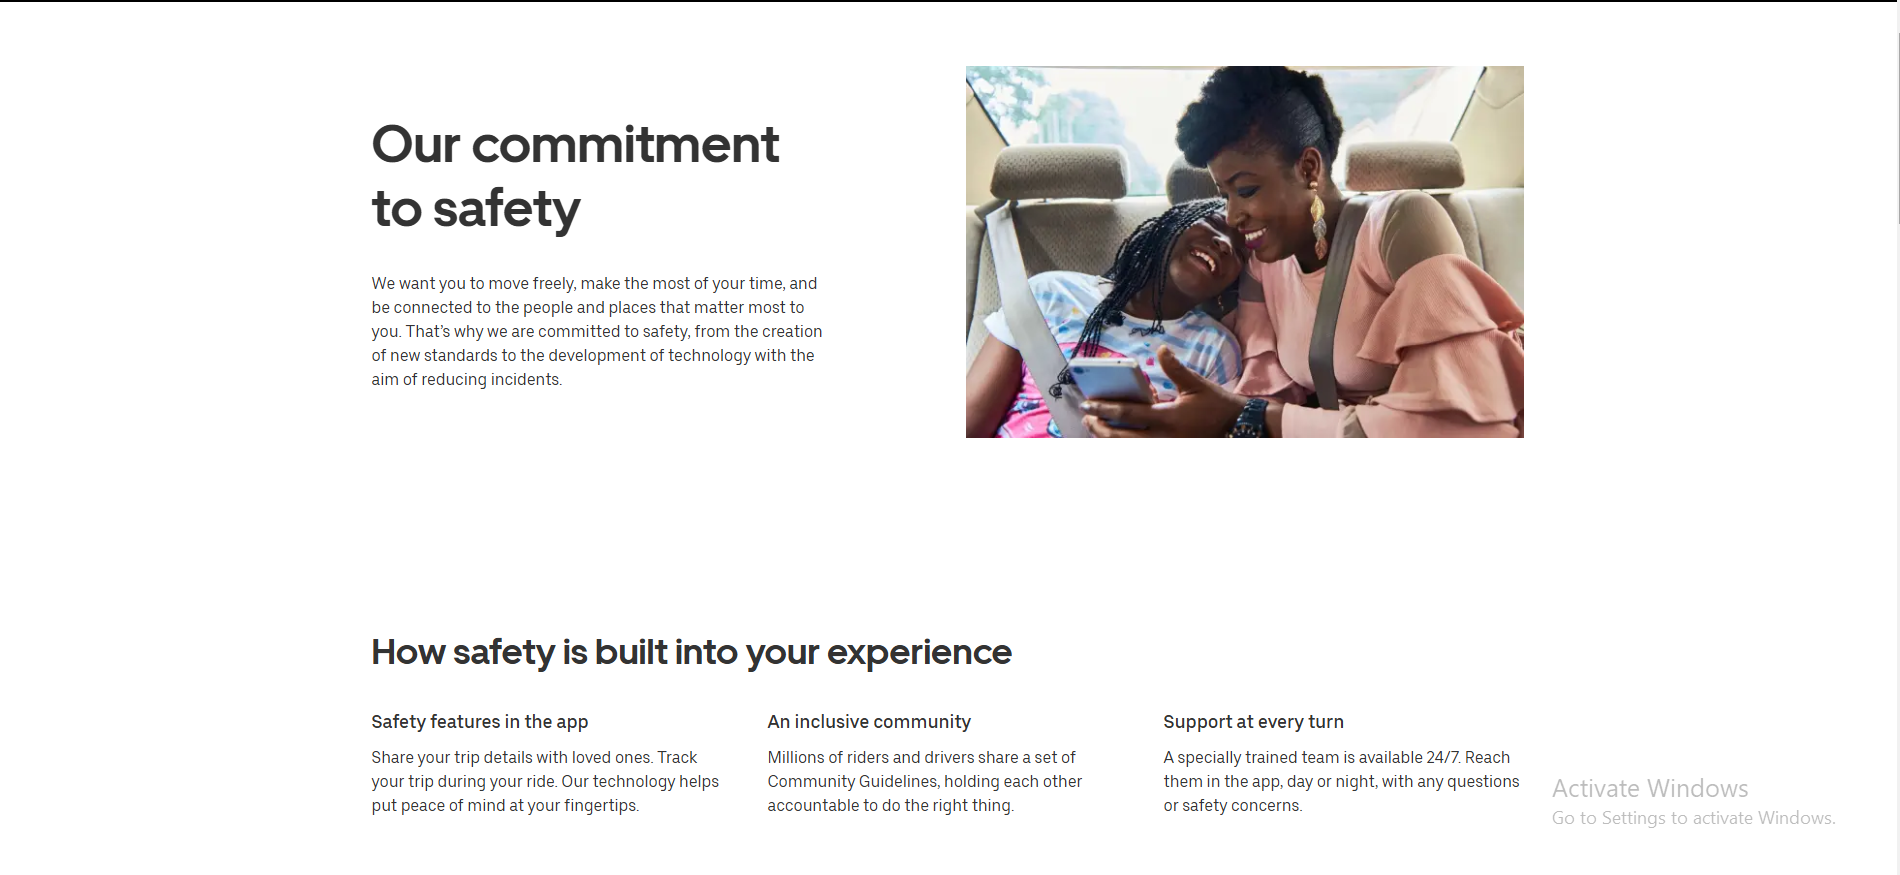 Our commitment
to safety
We want you to move freely, make the most of your time, and
be connected to the people and places that matter most to
you. That’s why we are committed to safety, from the creation
of new standards to the development of technology with the
aim of reducing incidents.
How safety is built into your experience
Safety features in the app
Share your trip details with loved ones. Track
your trip during your ride. Our technology helps
put peace of mind at your fingertips.
An inclusive community
Millions of riders and drivers share a set of
Community Guidelines, holding each other
accountable to do the right thing.
Support at every turn
A specially trained team is available 24/7. Reach
them in the app, day or night, with any questions
or safety concerns.
Activate Windows
Go to Settings to activate Windows.